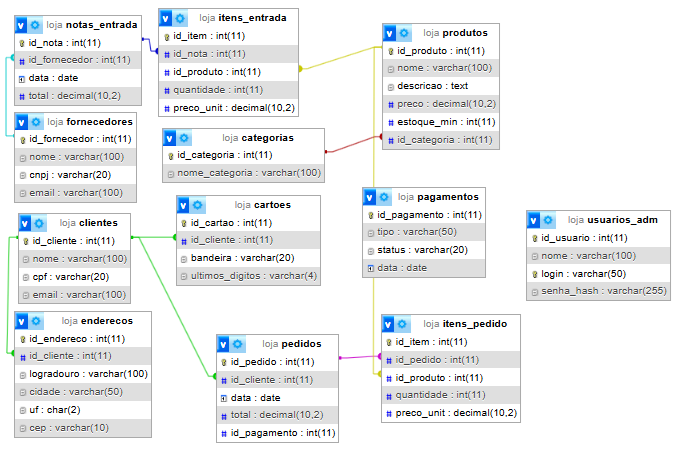 loja notas_entrada
id_nota : int(11)
id_fornecedor : int(11)
data : date
total : decimal(10,2)
loja itens_entrada
id_item : int(11)
id_nota : int(11)
id_produto : int(11)
quantidade : int(11)
preco_unit : decimal(10,2)
loja produtos
id_produto : int(11)
nome : varchar(100)
descricao : text
preco : decimal(10,2)
estoque_min : int(11)
id_categoria : int(11)
loja fornecedores
id_fornecedor : int(11)
nome : varchar(100)
cnpj : varchar(20)
email : varchar(100)
loja categorias
id_categoria : int(11)
nome_categoria : varchar(100)
loja clientes
id_cliente : int(11)
nome : varchar(100)
cpf : varchar(20)
email : varchar(100)
loja cartoes
id_cartao : int(11)
id_cliente : int(11)
bandeira : varchar(20)
ultimos_digitos : varchar(4)
loja pagamentos
id_pagamento : int(11)
tipo : varchar(50)
status : varchar(20)
data : date
loja usuarios_adm
id_usuario : int(11)
nome : varchar(100)
login : varchar(50)
senha_hash : varchar(255)
loja enderecos
id_endereco : int(11)
id_cliente : int(11)
logradouro : varchar(100)
cidade : varchar(50)
uf : char(2)
cep : varchar(10)
loja pedidos
id_pedido : int(11)
id_cliente : int(11)
data : date
total : decimal(10,2)
id_pagamento : int(11)
loja itens_pedido
id_item : int(11)
id_pedido : int(11)
id_produto : int(11)
quantidade : int(11)
preco_unit : decimal(10,2)